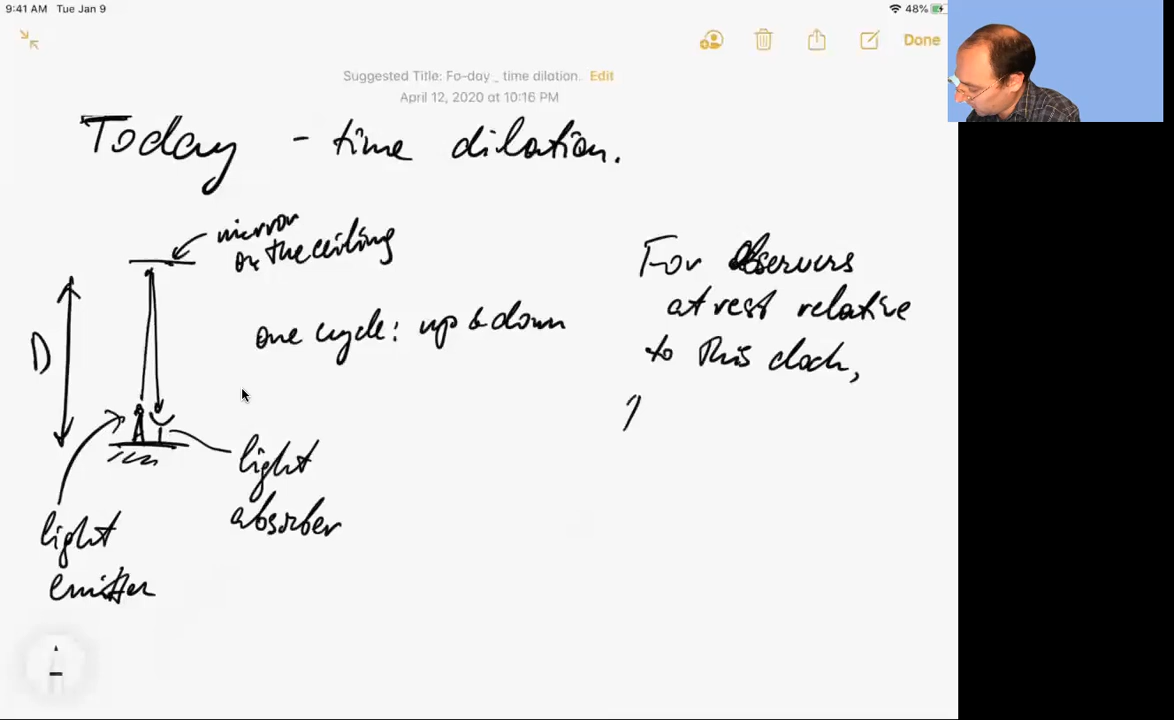 9:41 AM Tue Jan 9
48%
Done
Suggested Title: Fo-day _ time dilation. Edit
April 12, 2020 at 10:16 PM
Today - time dilation.
mirror
on the ceiling
D
one cycle: up & down
light
absorber
light
emitter
For observers
at rest relative
to this clock,